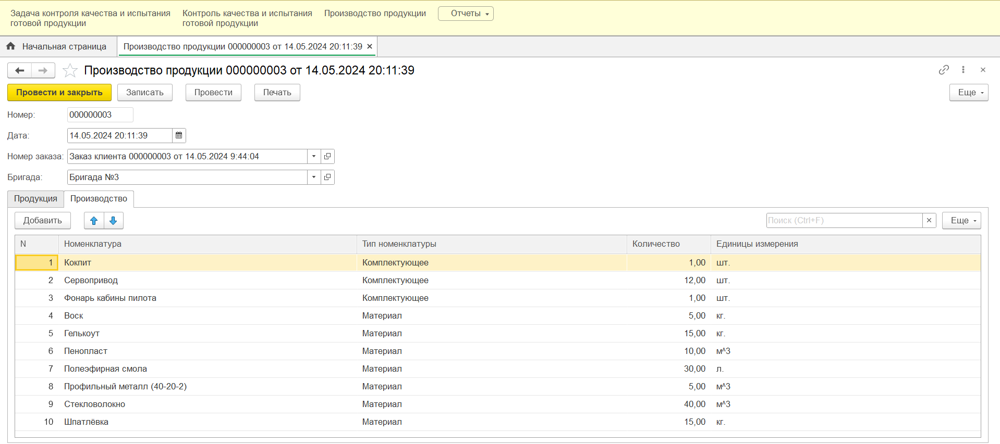 Задача контроля качества и испытания
готовой продукции
Контроль качества и испытания
готовой продукции
Производство продукции
Отчеты
Начальная страница
Производство продукции 000000003 от 14.05.2024 20:11:39
Производство продукции 000000003 от 14.05.2024 20:11:39
Провести и закрыть
Записать
Провести
Печать
Еще
Номер: 000000003
Дата: 14.05.2024 20:11:39
Номер заказа: Заказ клиента 000000003 от 14.05.2024 9:44:04
Бригада: Бригада №3
Продукция
Производство
Добавить
Поиск (Ctrl+F)
Еще
N Номенклатура Тип номенклатуры Количество Единицы измерения
1 Кокпит Комплектующее 1,00 шт.
2 Сервопривод Комплектующее 12,00 шт.
3 Фонарь кабины пилота Комплектующее 1,00 шт.
4 Воск Материал 5,00 кг.
5 Гелькоут Материал 15,00 кг.
6 Пенопласт Материал 10,00 м^3
7 Полеэфирная смола Материал 30,00 л.
8 Профильный металл (40-20-2) Материал 5,00 м^3
9 Стекловолокно Материал 40,00 м^3
10 Шпатлёвка Материал 15,00 кг.